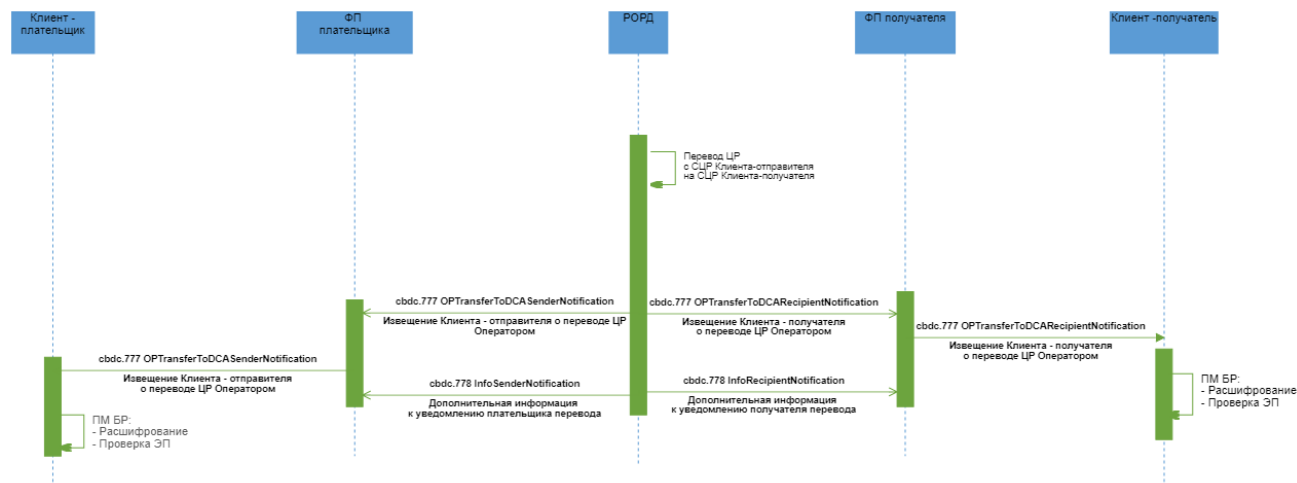 Клиент -
плательщик
ФП
плательщика
РОРД
ФП получателя
Клиент -получатель
Перевод ЦР
с СЦР Клиента-отправителя
на СЦР Клиента-получателя
cbdc.777 OPTransferToDCASenderNotification
Извещение Клиента - отправителя о переводе ЦР
Оператором
cbdc.777 OPTransferToDCARecipientNotification
Извещение Клиента - получателя
о переводе ЦР Оператором
cbdc.777 OPTransferToDCARecipientNotification
Извещение Клиента - получателя
о переводе ЦР Оператором
cbdc.777 OPTransferToDCASenderNotification
Извещение Клиента - отправителя
о переводе ЦР Оператором
cbdc.778 InfoSenderNotification
Дополнительная информация
к уведомлению плательщика перевода
cbdc.778 InfoRecipientNotification
Дополнительная информация
к уведомлению получателя перевода
ПМ БР:
- Расшифрование
- Проверка ЭП
ПМ БР:
- Расшифрование
- Проверка ЭП